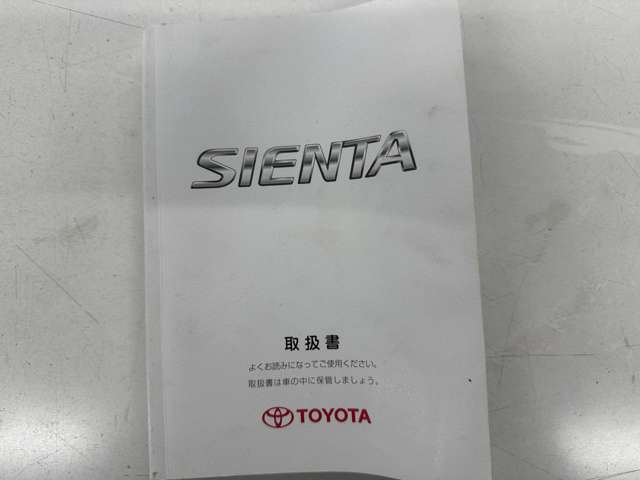 SIENTA
取扱書
よくお読みになってご使用ください。
取扱書は車の中に保管しましょう。
TOYOTA